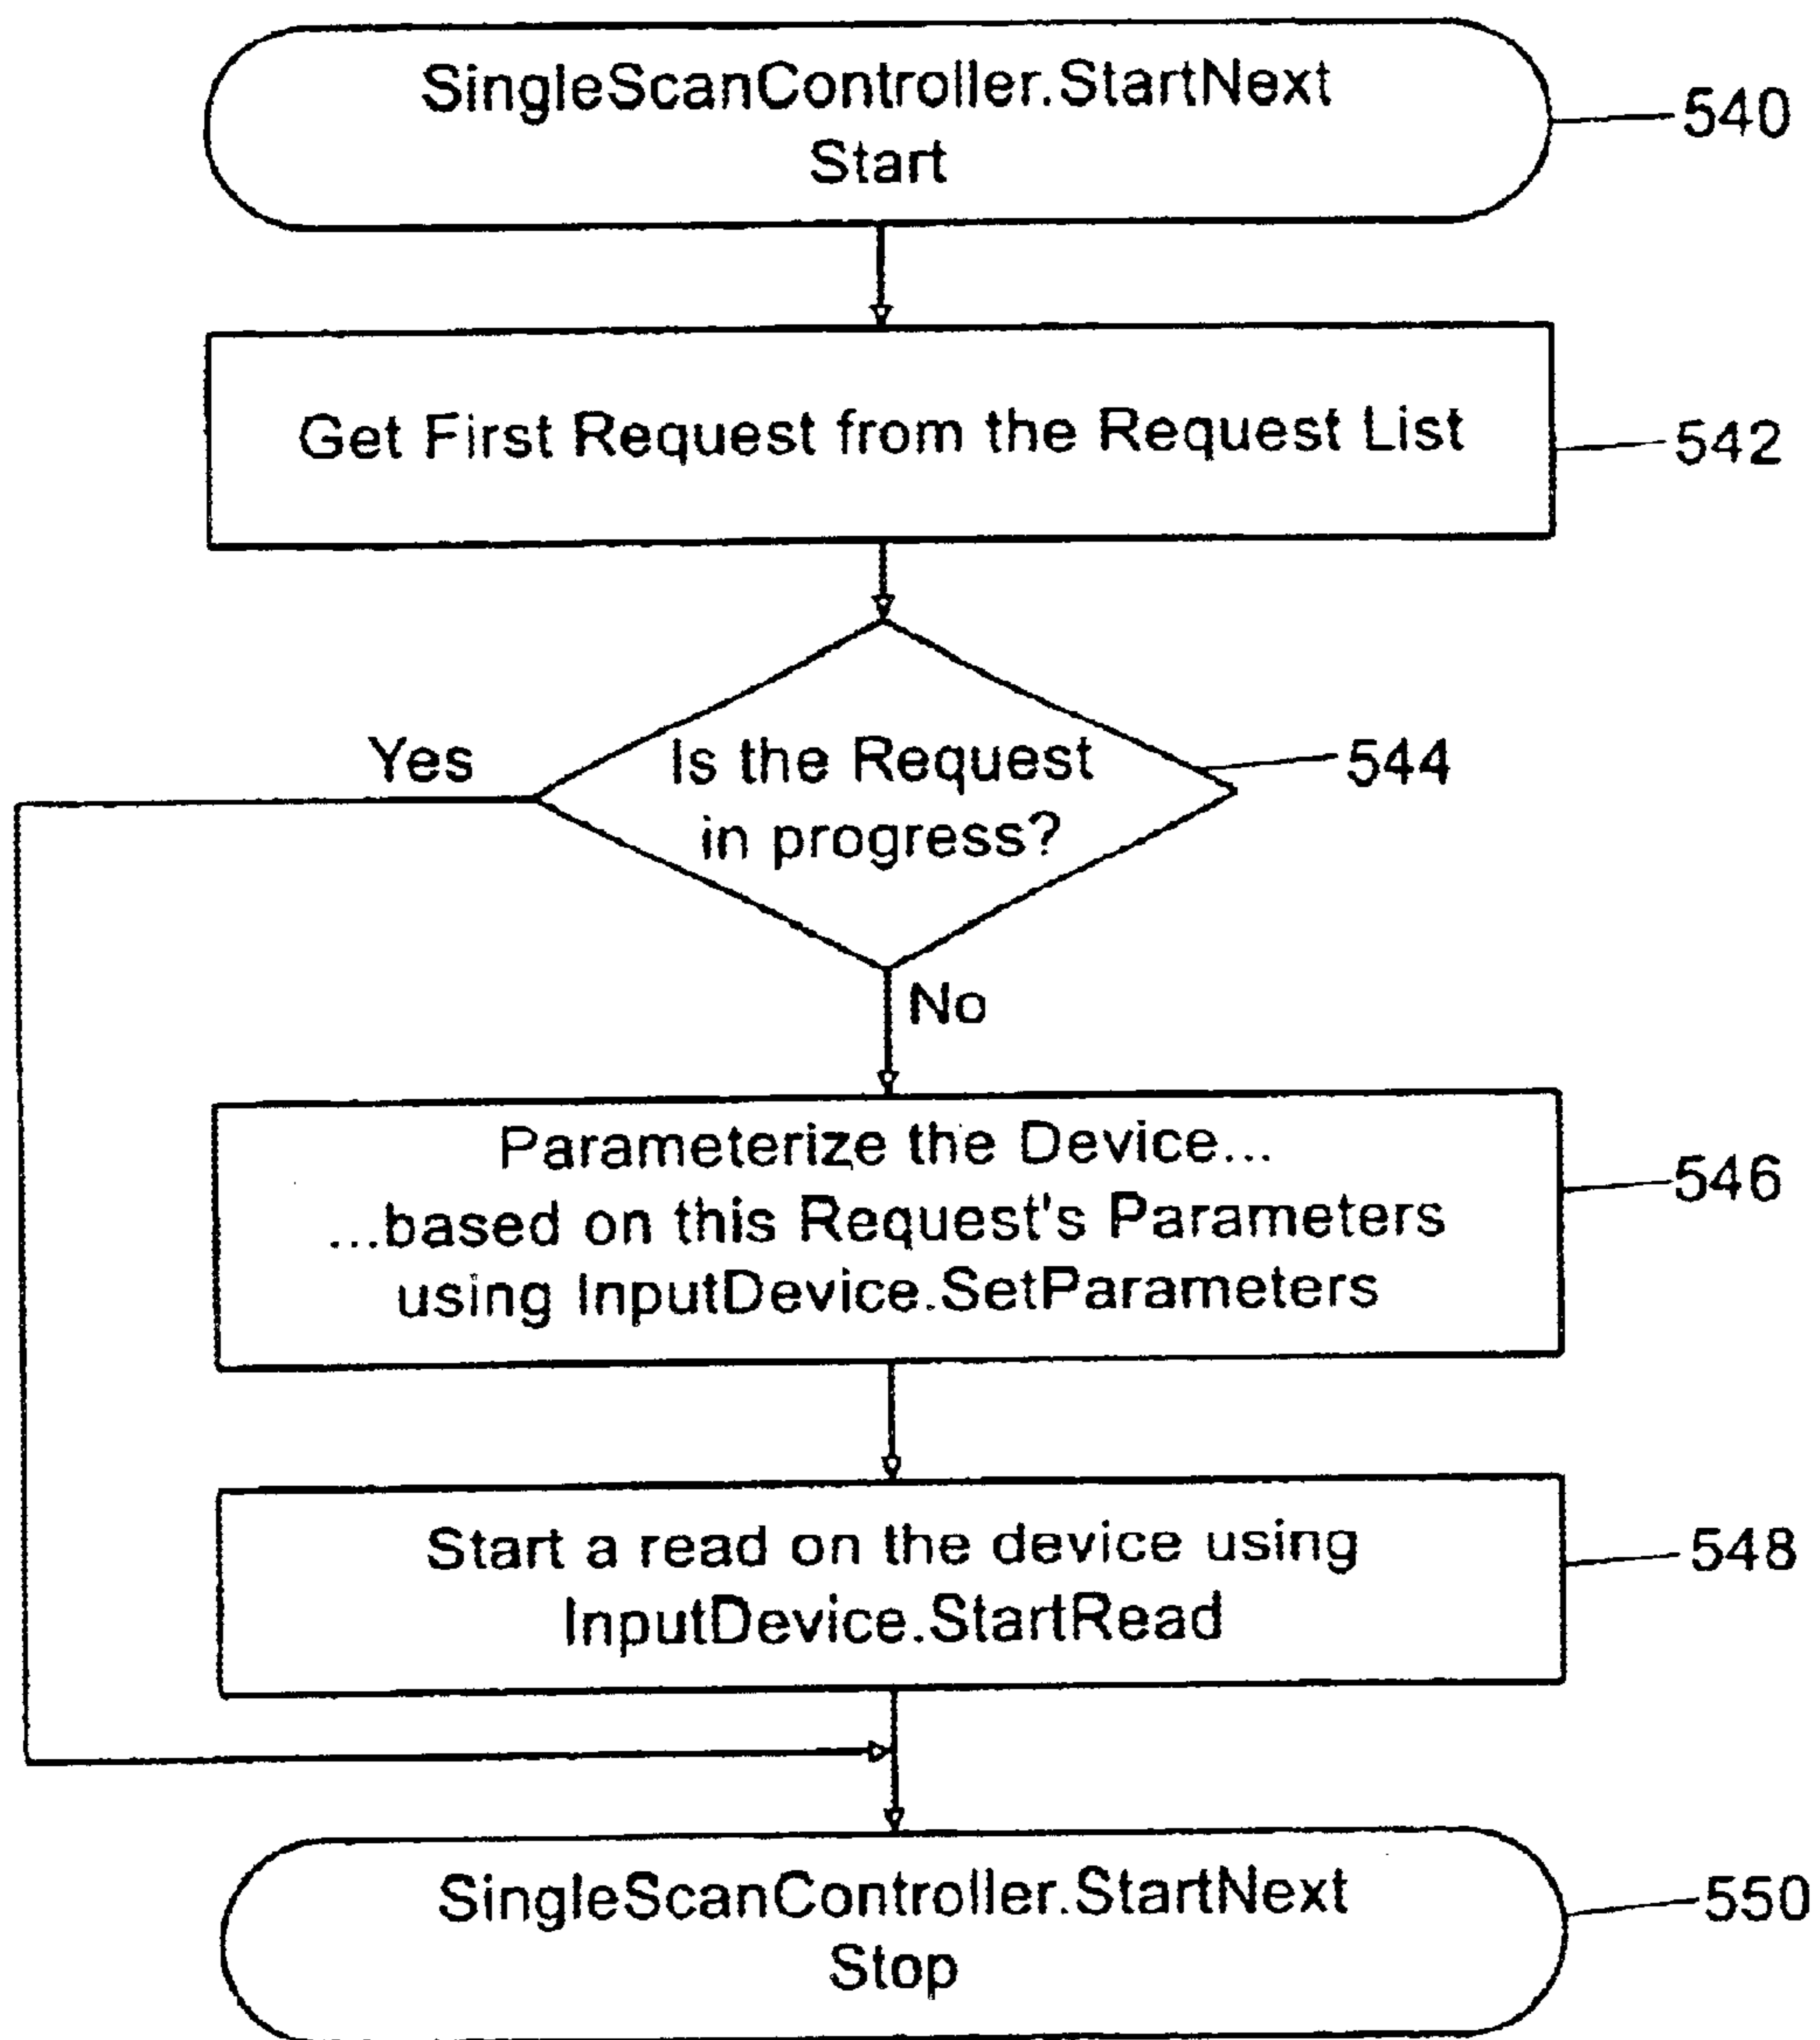 SingleScanController.StartNext
Start
540
Get First Request from the Request List
542
Yes
Is the Request
in progress?
544
No
Parameterize the Device...
...based on this Request's Parameters
using InputDevice.SetParameters
546
Start a read on the device using
InputDevice.StartRead
548
SingleScanController.StartNext
Stop
550